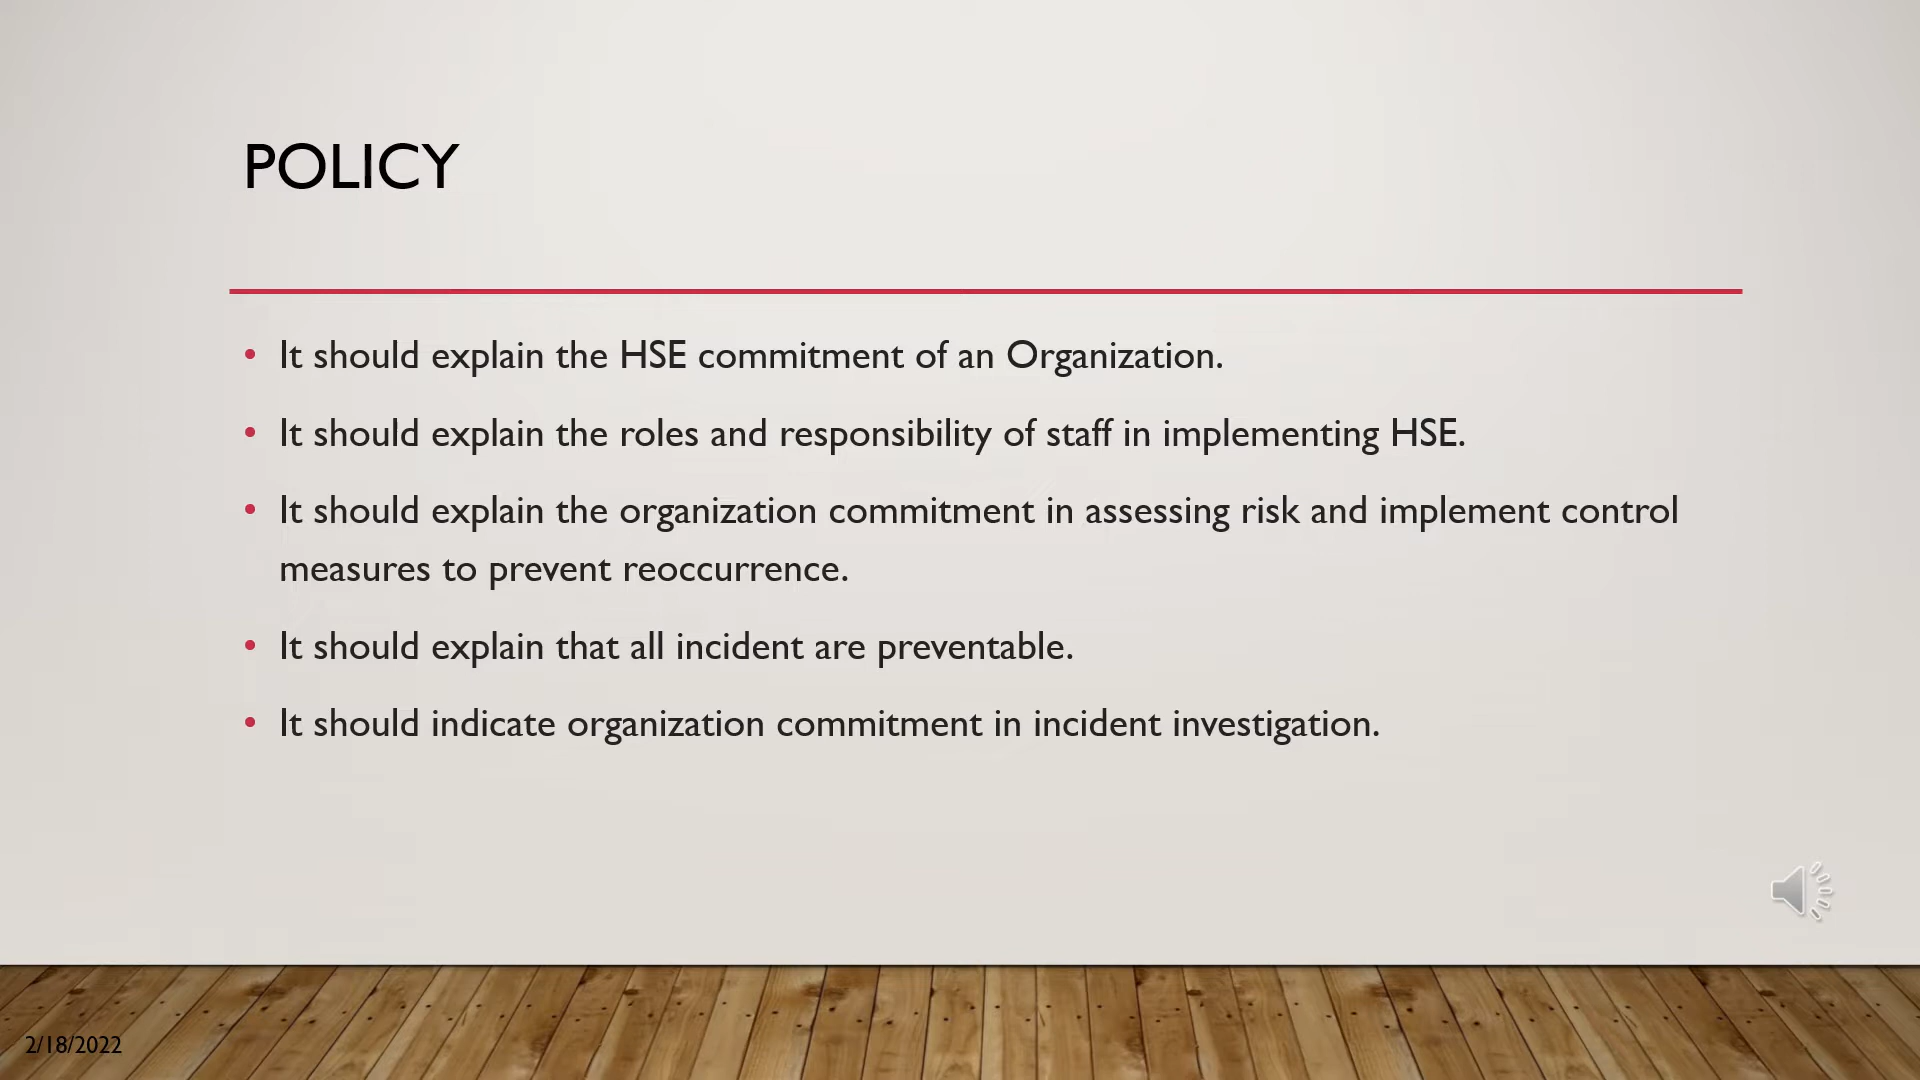 POLICY
• It should explain the HSE commitment of an Organization.
• It should explain the roles and responsibility of staff in implementing HSE.
• It should explain the organization commitment in assessing risk and implement control
measures to prevent reoccurrence.
• It should explain that all incident are preventable.
• It should indicate organization commitment in incident investigation.
2/18/2022